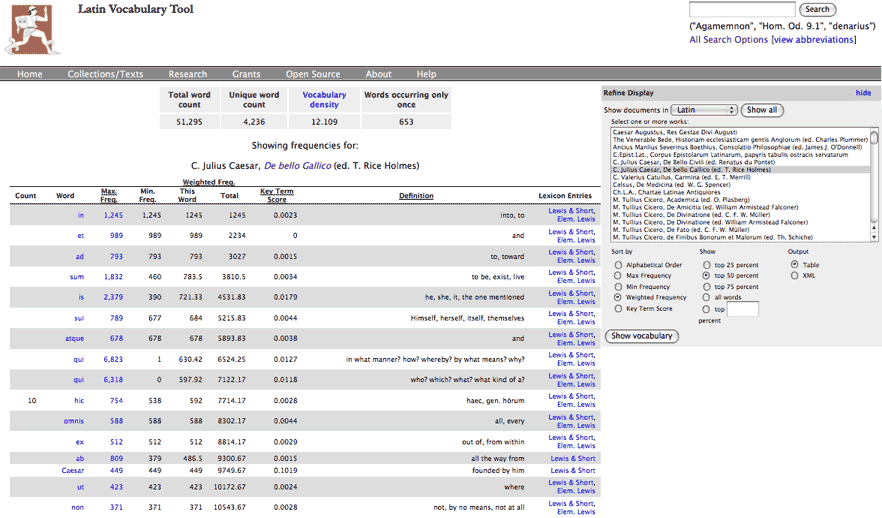 Latin Vocabulary Tool
Search
("Agamemnon", "Hom. Od. 9.1", "denarius")
All Search Options [view abbreviations]
Home Collections/Texts Research Grants Open Source About Help
Total word count Unique word count Vocabulary density Words occurring only once
51,295 4,236 12.109 653
Showing frequencies for:
C. Julius Caesar, De bello Gallico (ed. T. Rice Holmes)
Weighted Freq.
Count Word Max. Freq. Min. Freq. This Word Total Key Term Score Definition Lexicon Entries
in 1,245 1,245 1245 1245 0.0023 into, to Lewis & Short, Elem. Lewis
et 989 989 989 2234 0 and Lewis & Short, Elem. Lewis
ad 793 793 793 3027 0.0015 to, toward Lewis & Short, Elem. Lewis
sum 1,832 460 783.5 3810.5 0.0034 to be, exist, live Lewis & Short, Elem. Lewis
is 2,379 390 721.33 4531.83 0.0179 he, she, it, the one mentioned Lewis & Short, Elem. Lewis
sui 789 677 684 5215.83 0.0044 Himself, herself, itself, themselves Lewis & Short, Elem. Lewis
atque 678 678 678 5893.83 0.0038 and Lewis & Short, Elem. Lewis
qui 6,823 1 630.42 6524.25 0.0127 in what manner? how? whereby? by what means? why? Lewis & Short, Elem. Lewis
qui 6,318 0 597.92 7122.17 0.0118 who? which? what? what kind of a? Lewis & Short, Elem. Lewis
10 hic 754 538 592 7714.17 0.0028 haec, gen. hōrum Lewis & Short, Elem. Lewis
omnis 588 588 588 8302.17 0.0044 all, every Lewis & Short, Elem. Lewis
ex 512 512 512 8814.17 0.0029 out of, from within Lewis & Short, Elem. Lewis
ab 809 379 486.5 9300.67 0.0015 all the way from Lewis & Short
Caesar 449 449 449 9749.67 0.1019 founded by him Lewis & Short
ut 423 423 423 10172.67 0.0024 where Lewis & Short, Elem. Lewis
non 371 371 371 10543.67 0.0028 not, by no means, not at all Lewis & Short, Elem. Lewis
Refine Display hide
Show documents in Latin Show all
Select one or more works:
Caesar Augustus, Res Gestae Divi Augusti
The Venerable Bede, Historiam ecclesiasticam gentis Anglorum (ed. Charles Plummer)
Ancius Manlius Severinus Boethius, Consolatio Philosophiae (ed. James J. O'Donnell)
C.Epist.Lat., Corpus Epistolarum Latinarum, papyris tabulis ostracis servatarum
C. Julius Caesar, De Bello Civili (ed. Renatus du Pontet)
C. Julius Caesar, De bello Gallico (ed. T. Rice Holmes)
C. Valerius Catullus, Carmina (ed. E. T. Merrill)
Celsus, De Medicina (ed. W. G. Spencer)
Ch.L.A., Chartae Latinae Antiquiores
M. Tullius Cicero, Academica (ed. O. Plasberg)
M. Tullius Cicero, De Amicitia (ed. William Armistead Falconer)
M. Tullius Cicero, De Divinatione (ed. C. F. W. Müller)
M. Tullius Cicero, De Divinatione (ed. William Armistead Falconer)
M. Tullius Cicero, De Fato (ed. C. F. W. Müller)
M. Tullius Cicero, de Finibus Bonorum et Malorum (ed. Th. Schiche)
Sort by Show Output
Alphabetical Order top 25 percent Table
Max Frequency top 50 percent XML
Min Frequency top 75 percent
Weighted Frequency all words
Key Term Score top
percent
Show vocabulary